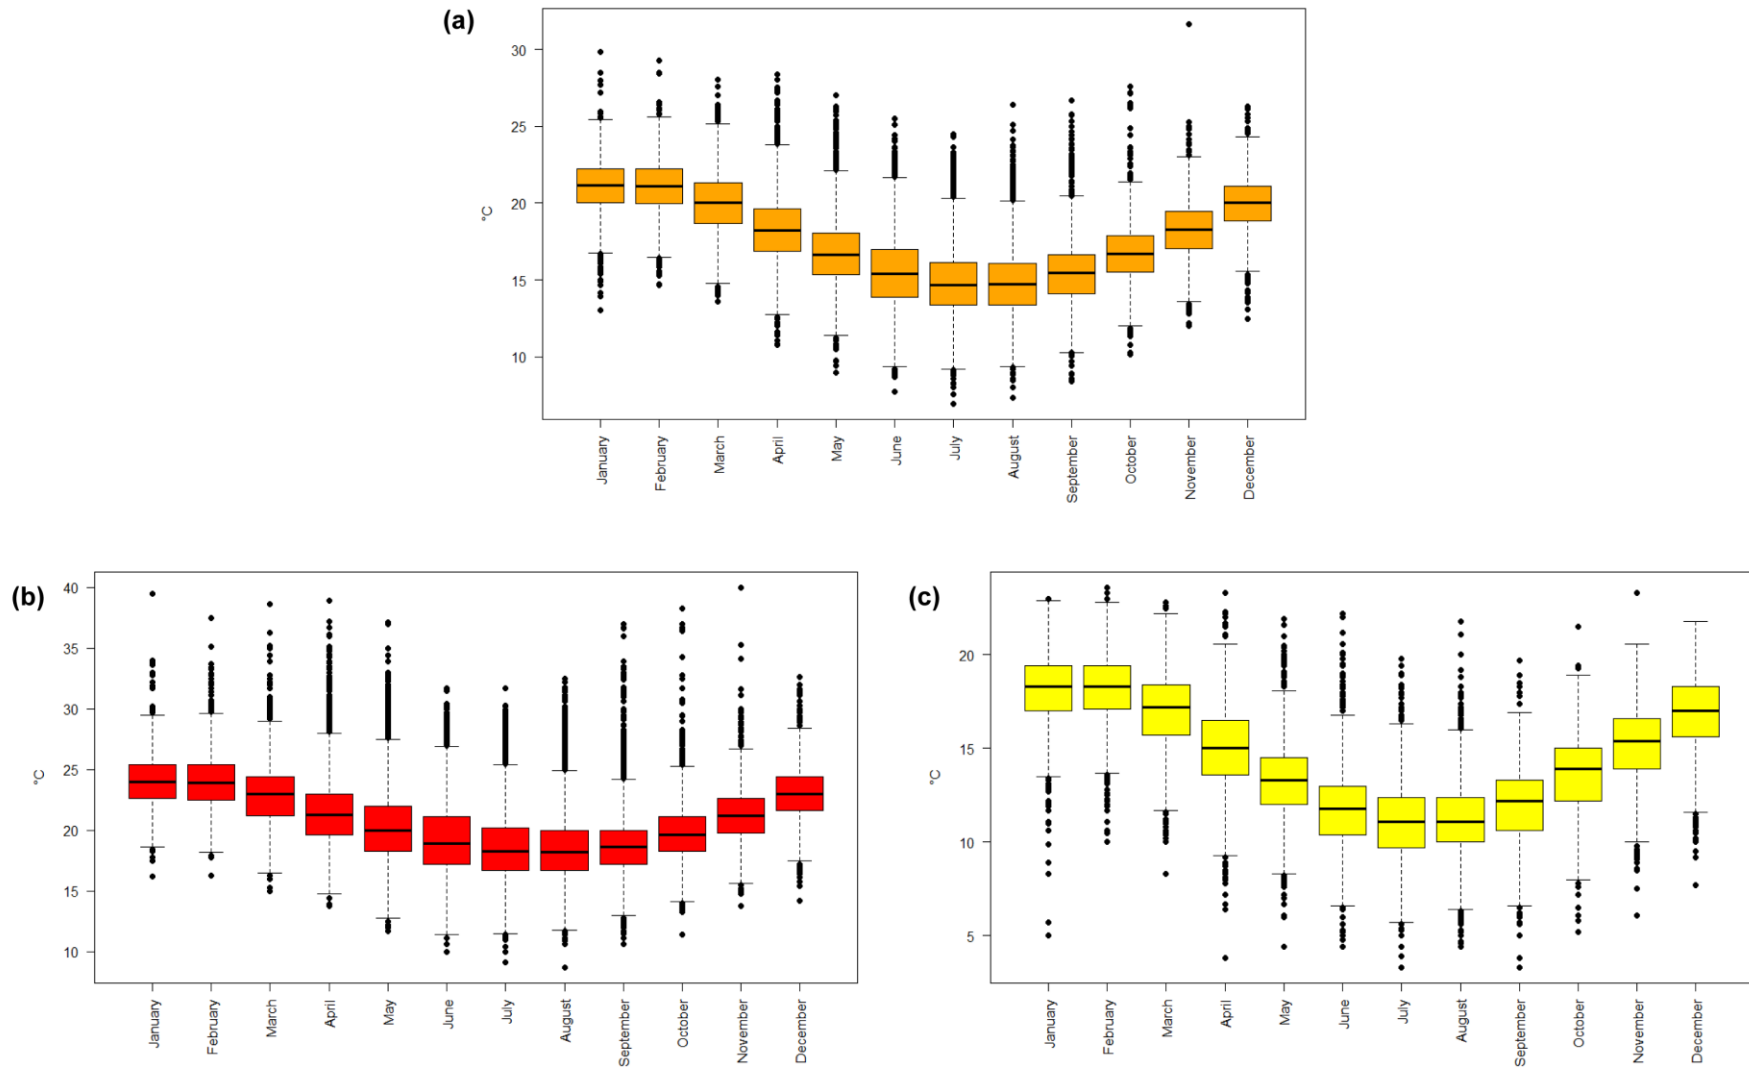 (a)
30
25
20
15
10
°C
January
February
March
April
May
June
July
August
September
October
November
December
(b)
40
35
30
25
20
15
10
°C
January
February
March
April
May
June
July
August
September
October
November
December
(c)
20
15
10
5
°C
January
February
March
April
May
June
July
August
September
October
November
December